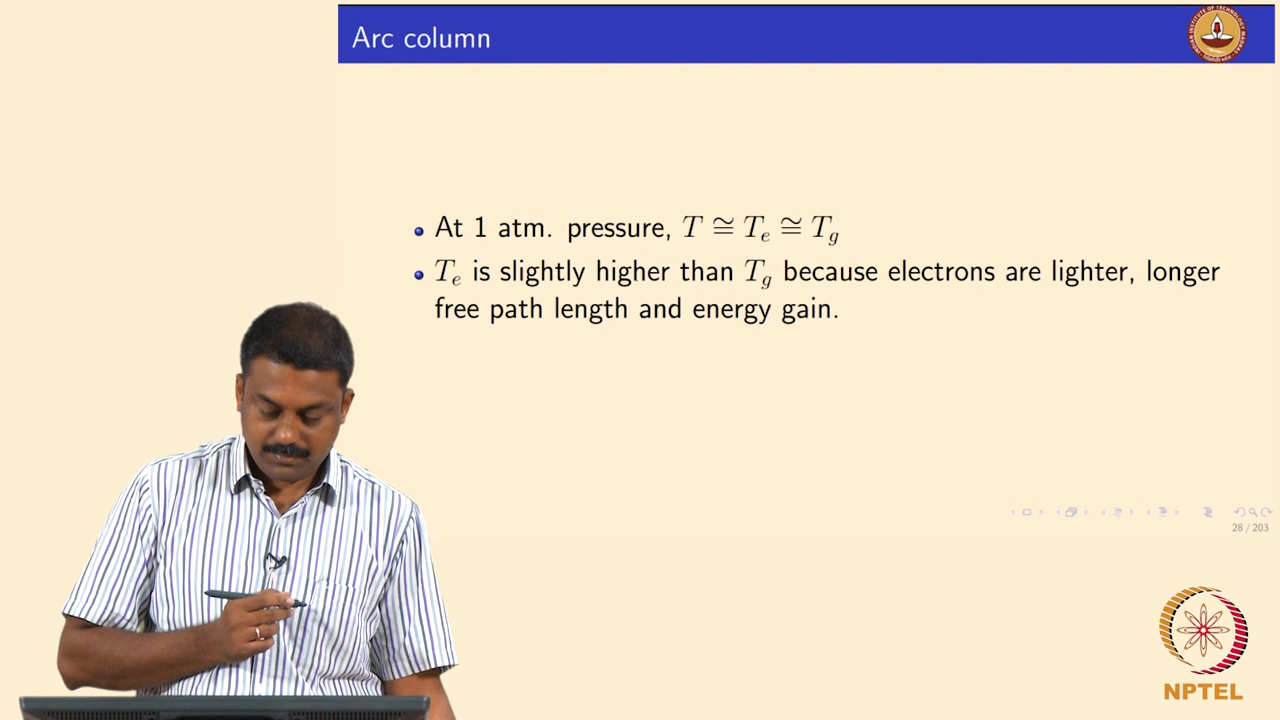 Arc column
At 1 atm. pressure, T ≅ Tₑ ≅ T_g
Tₑ is slightly higher than T_g because electrons are lighter, longer
free path length and energy gain.
28 / 203
NPTEL